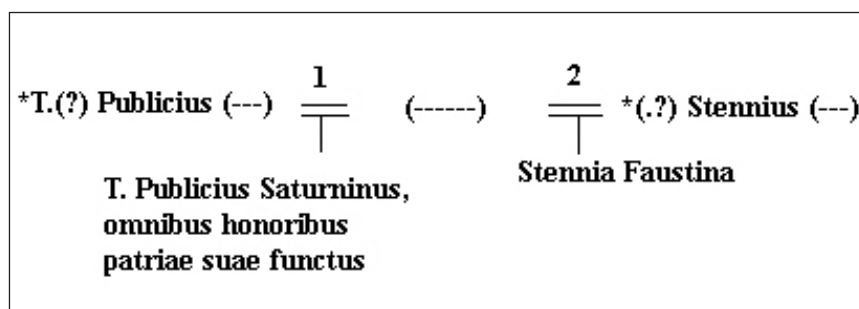 1 2
*T.(?) Publicius (---) (------) *(.?) Stennius (---)
Stennia Faustina
T. Publicius Saturninus,
omnibus honoribus
patriae suae functus